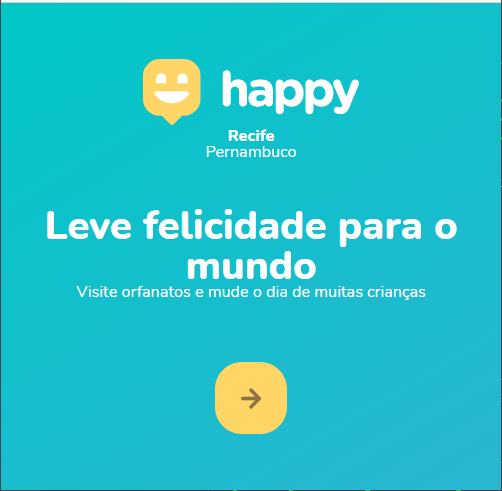 happy
Recife
Pernambuco
Leve felicidade para o
mundo
Visite orfanatos e mude o dia de muitas crianças